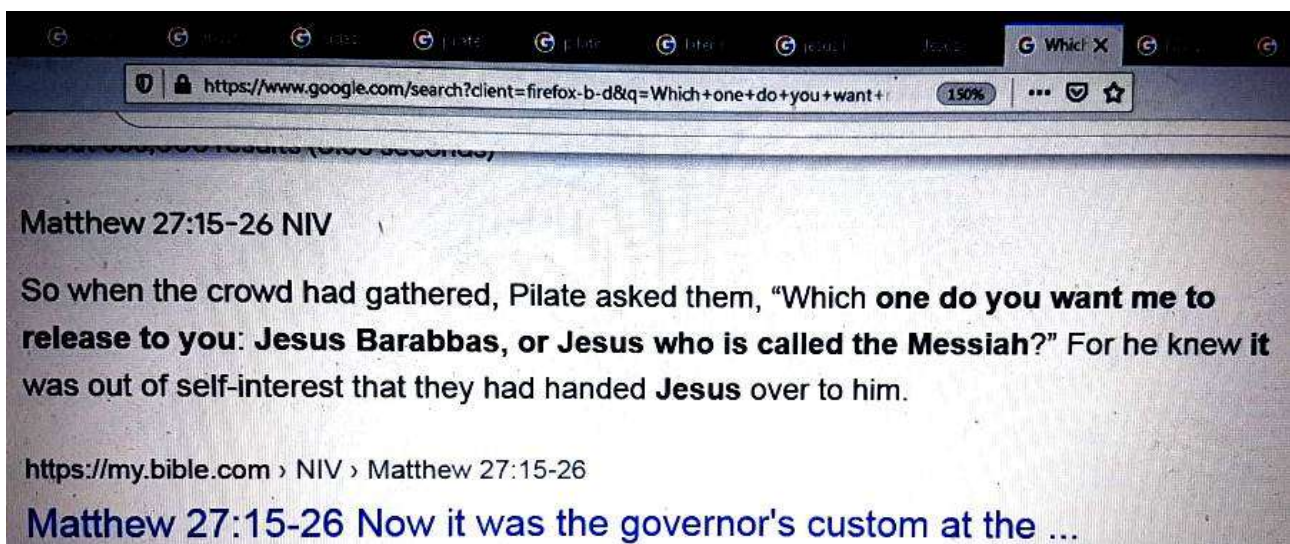 Which
https://www.google.com/search?client=firefox-b-d&q=Which+one+do+you+want+
150%
Matthew 27:15-26 NIV
So when the crowd had gathered, Pilate asked them, “Which one do you want me to
release to you: Jesus Barabbas, or Jesus who is called the Messiah?” For he knew it
was out of self-interest that they had handed Jesus over to him.
https://my.bible.com › NIV › Matthew 27:15-26
Matthew 27:15-26 Now it was the governor's custom at the ...